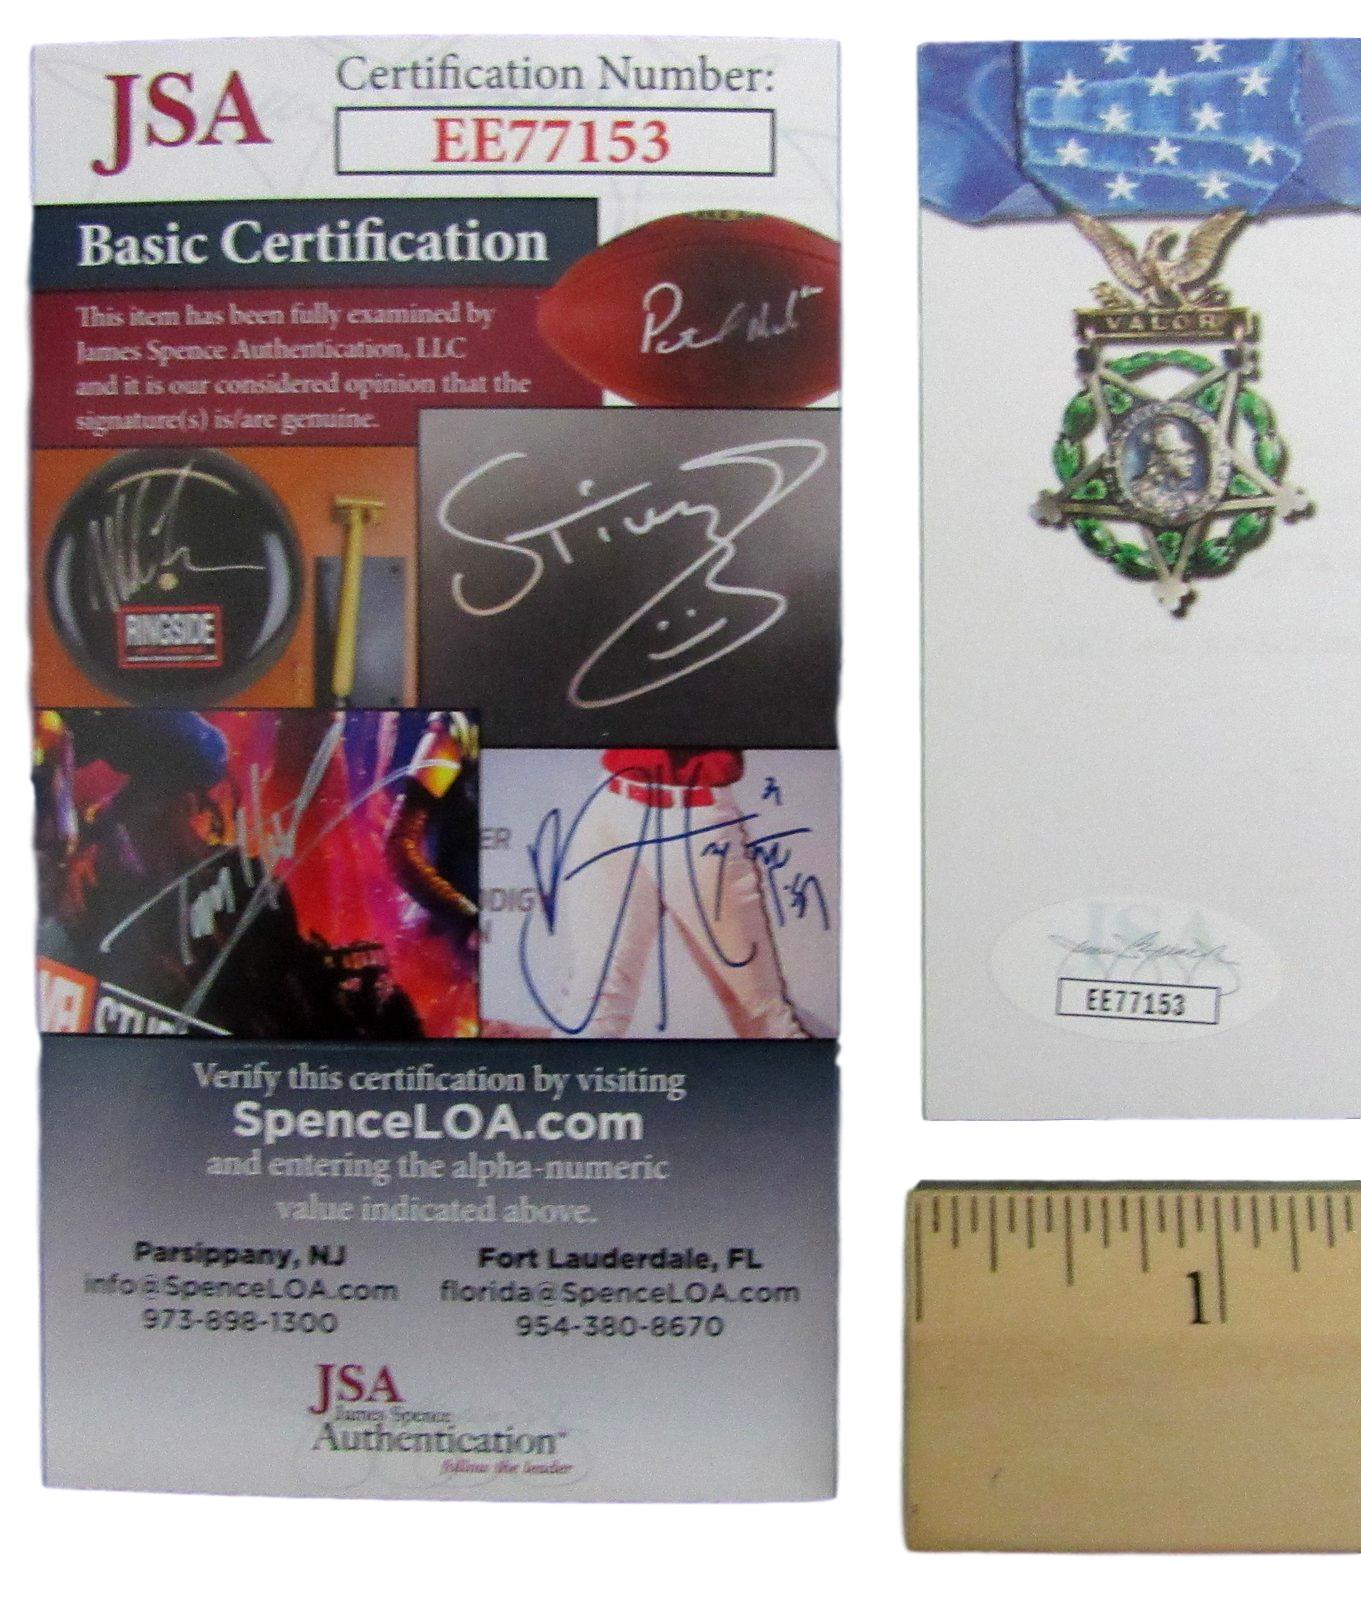 JSA
Certification Number:
EE77153
Basic Certification
This item has been fully examined by
James Spence Authentication, LLC
and it is our considered opinion that the
signature(s) is/are genuine.
RINGSIDE
ER
DIG
N
Verify this certification by visiting
SpenceLOA.com
and entering the alpha-numeric
value indicated above.
Parsippany, NJ
info@SpenceLOA.com
973-898-1300
Fort Lauderdale, FL
florida@SpenceLOA.com
954-380-8670
JSA
James Spence
Authentication
follow the leader
VALOR
JSA
EE77153
1